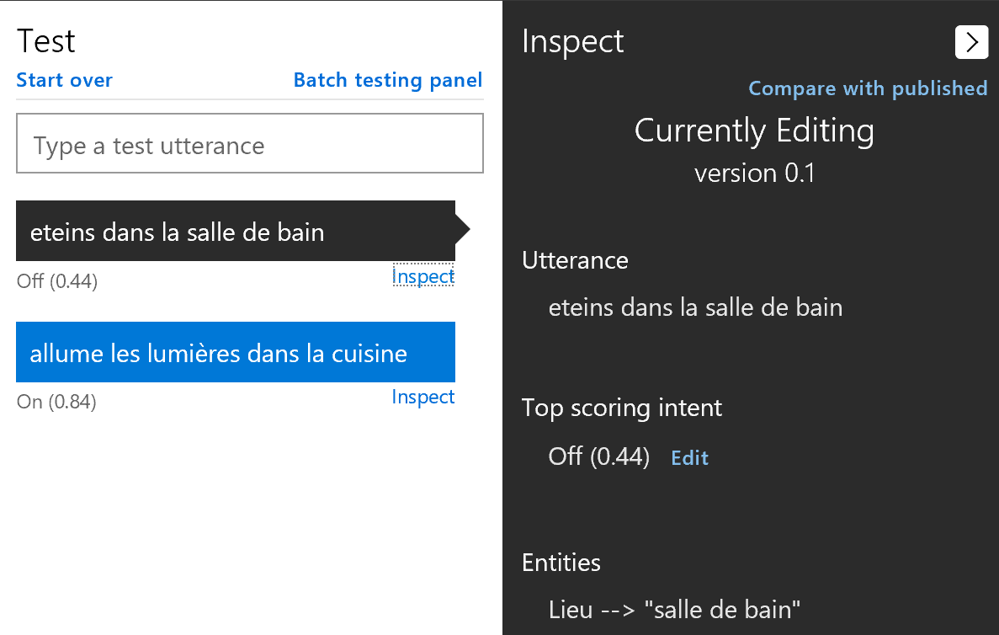 Test
Start over
Batch testing panel
Type a test utterance
eteins dans la salle de bain
Off (0.44)
Inspect
allume les lumières dans la cuisine
On (0.84)
Inspect
Inspect
Compare with published
Currently Editing
version 0.1
Utterance
eteins dans la salle de bain
Top scoring intent
Off (0.44) Edit
Entities
Lieu --> "salle de bain"